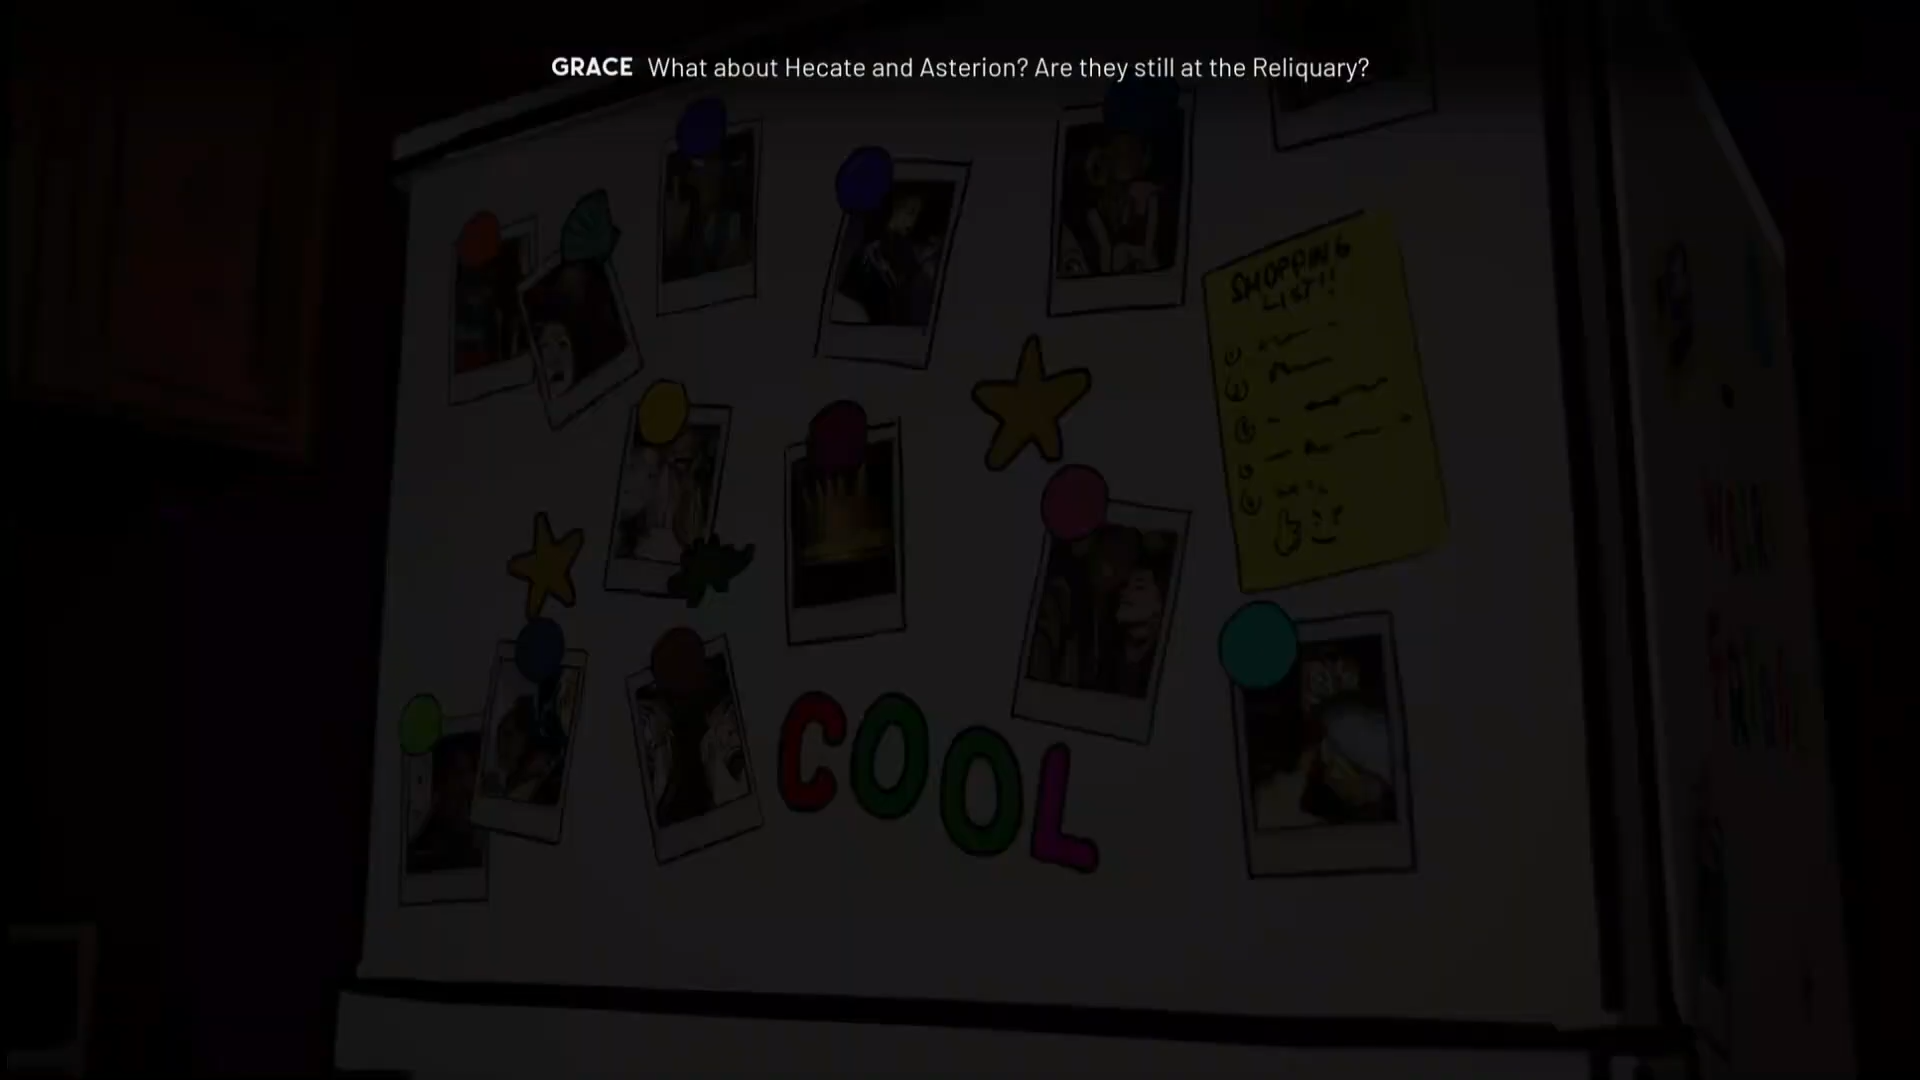 GRACE What about Hecate and Asterion? Are they still at the Reliquary?
SHOPPING
LIST!!
COOL